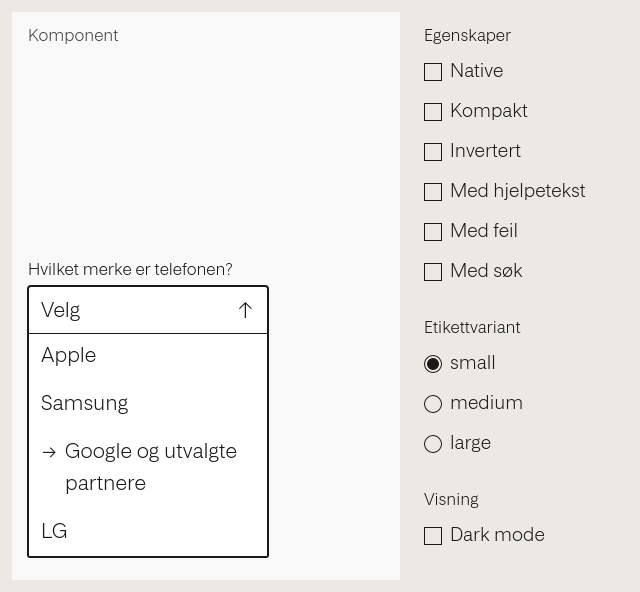 Komponent
Hvilket merke er telefonen?
Velg
Apple
Samsung
Google og utvalgte
partnere
LG
Egenskaper
Native
Kompakt
Invertert
Med hjelpetekst
Med feil
Med søk
Etikettvariant
small
medium
large
Visning
Dark mode